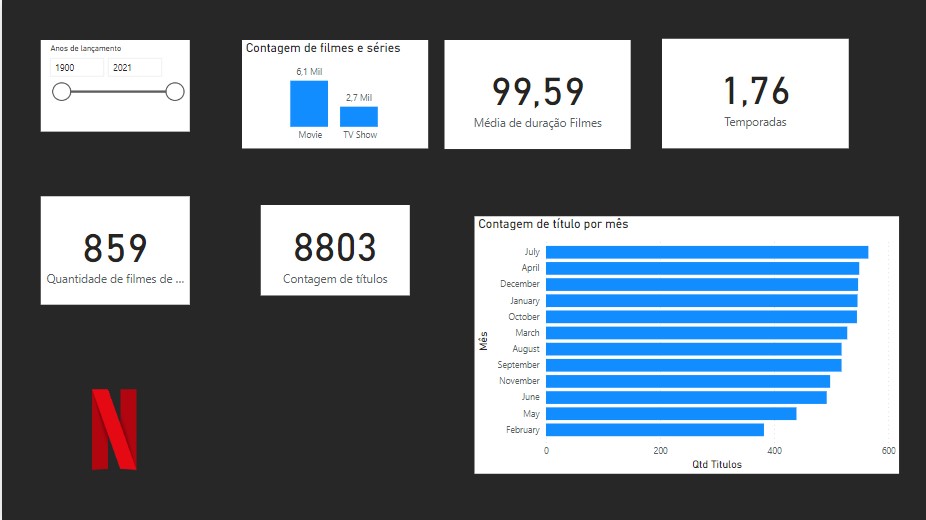 Anos de lançamento
1900 2021
Contagem de filmes e séries
6,1 Mil
2,7 Mil
Movie TV Show
99,59
Média de duração Filmes
1,76
Temporadas
859
Quantidade de filmes de ...
8803
Contagem de títulos
Contagem de título por mês
Mês
July
April
December
January
October
March
August
September
November
June
May
February
0 200 400 600
Qtd Titulos
N